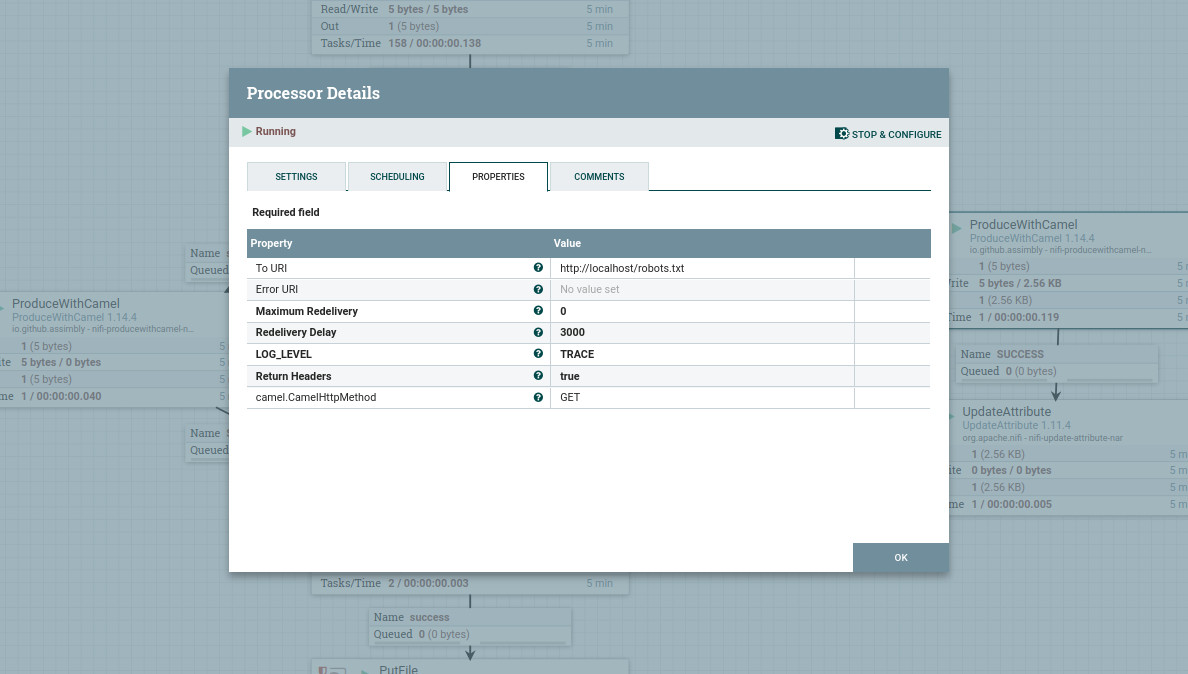 Read/Write 5 bytes / 5 bytes 5 min
Out 1 (5 bytes) 5 min
Tasks/Time 158 / 00:00:00.138 5 min
Processor Details
Running
STOP & CONFIGURE
SETTINGS SCHEDULING PROPERTIES COMMENTS
Required field
Property Value
To URI http://localhost/robots.txt
Error URI No value set
Maximum Redelivery 0
Redelivery Delay 3000
LOG_LEVEL TRACE
Return Headers true
camel.CamelHttpMethod GET
OK
Name
Queued
ProduceWithCamel
ProduceWithCamel 1.14.4
io.github.assimbly - nifi-producewithcamel-n...
1 (5 bytes) 5
5 bytes / 0 bytes 5
1 (5 bytes) 5
1 / 00:00:00.040 5
Name
Queued
ProduceWithCamel
ProduceWithCamel 1.14.4
io.github.assimbly - nifi-producewithcamel-n...
1 (5 bytes) 5
5 bytes / 2.56 KB 5
1 (2.56 KB) 5
1 / 00:00:00.119 5
Name SUCCESS
Queued 0 (0 bytes)
UpdateAttribute
UpdateAttribute 1.11.4
org.apache.nifi - nifi-update-attribute-nar
1 (2.56 KB) 5 m
0 bytes / 0 bytes 5 m
1 (2.56 KB) 5 m
1 / 00:00:00.005 5 m
Tasks/Time 2 / 00:00:00.003 5 min
Name success
Queued 0 (0 bytes)
PutFile